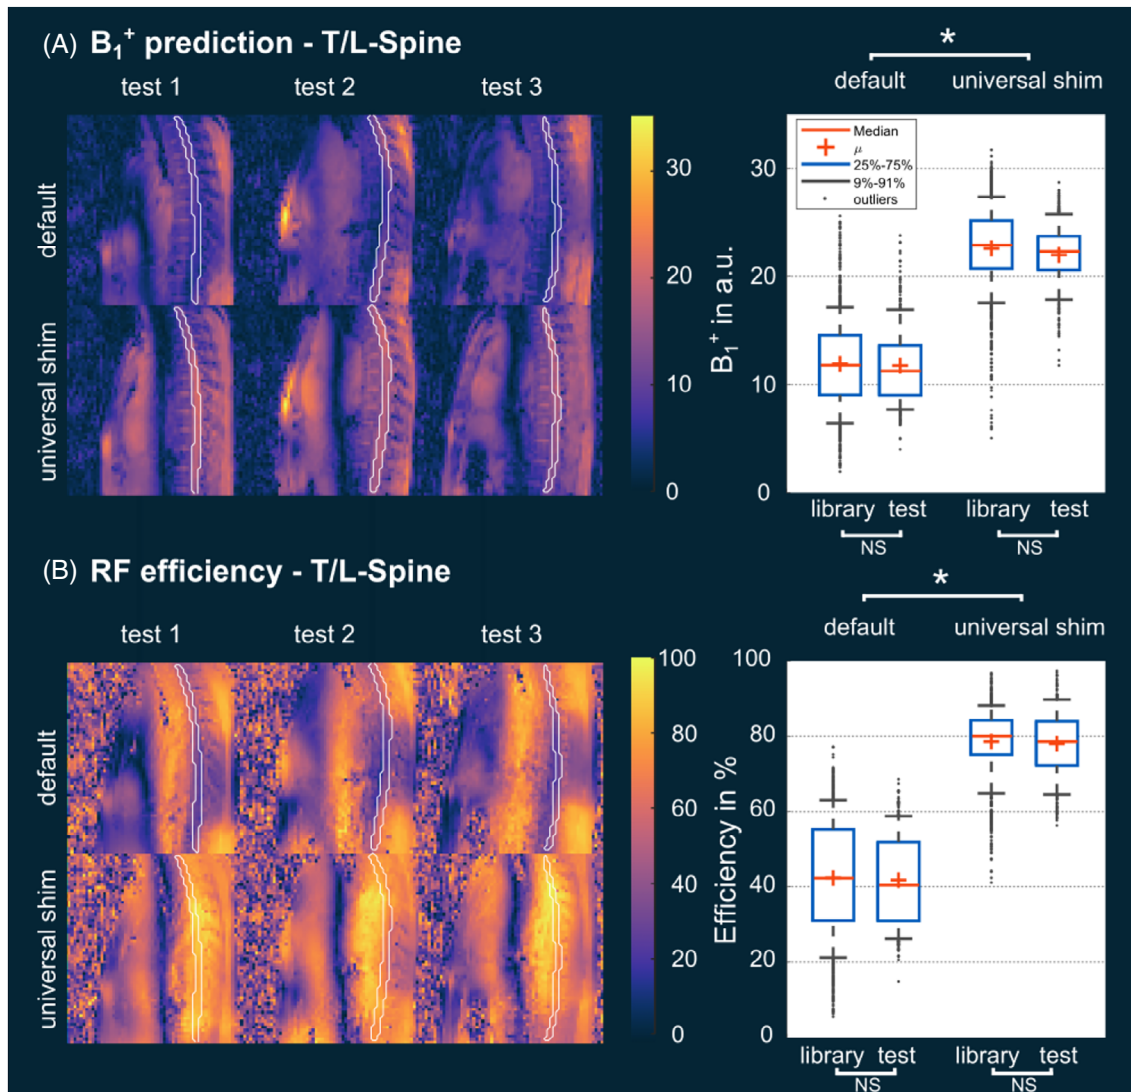 (A) B₁⁺ prediction - T/L-Spine
test 1 test 2 test 3
default
universal shim
30
20
10
0
*
default universal shim
B₁⁺ in a.u.
30
20
10
0
Median
μ
25%-75%
9%-91%
outliers
library test library test
NS NS
(B) RF efficiency - T/L-Spine
test 1 test 2 test 3
default
universal shim
100
80
60
40
20
0
*
default universal shim
Efficiency in %
100
80
60
40
20
0
library test library test
NS NS